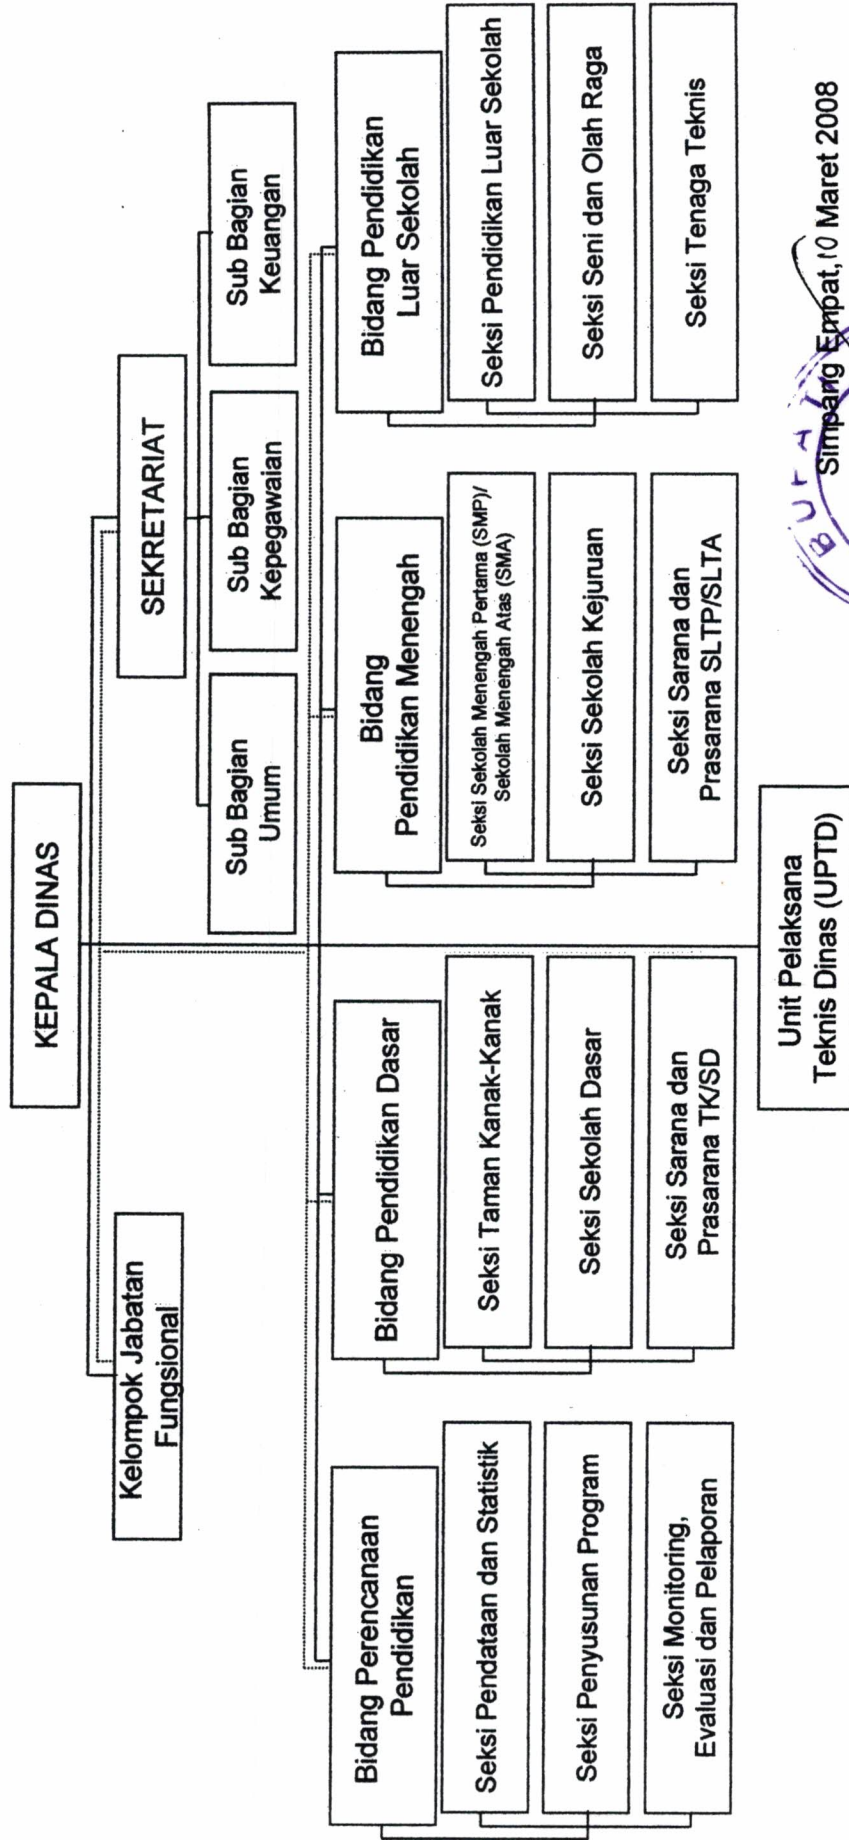 KEPALA DINAS
Kelompok Jabatan
Fungsional
SEKRETARIAT
Sub Bagian
Umum
Sub Bagian
Kepegawaian
Sub Bagian
Keuangan
Bidang Perencanaan
Pendidikan
Seksi Pendataan dan Statistik
Seksi Penyusunan Program
Seksi Monitoring,
Evaluasi dan Pelaporan
Bidang Pendidikan Dasar
Seksi Taman Kanak-Kanak
Seksi Sekolah Dasar
Seksi Sarana dan
Prasarana TK/SD
Bidang
Pendidikan Menengah
Seksi Sekolah Menengah Pertama (SMP)/
Sekolah Menengah Atas (SMA)
Seksi Sekolah Kejuruan
Seksi Sarana dan
Prasarana SLTP/SLTA
Bidang Pendidikan
Luar Sekolah
Seksi Pendidikan Luar Sekolah
Seksi Seni dan Olah Raga
Seksi Tenaga Teknis
Unit Pelaksana
Teknis Dinas (UPTD)
Simpang Empat, 10 Maret 2008
BUPAT